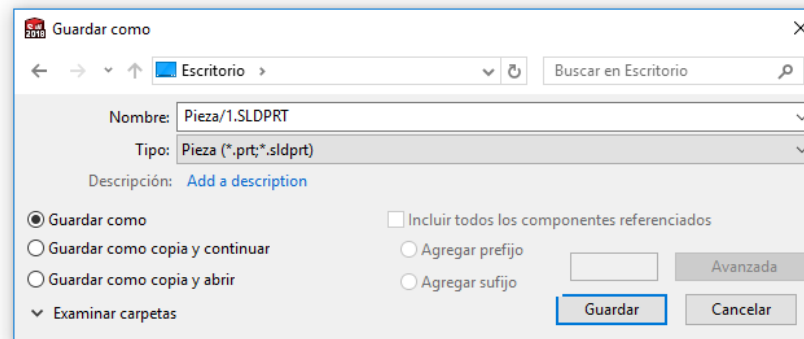 SW 2018 Guardar como
Escritorio >
Buscar en Escritorio
Nombre: Pieza/1.SLDPRT
Tipo: Pieza (*.prt;*.sldprt)
Descripción: Add a description
Guardar como
Incluir todos los componentes referenciados
Guardar como copia y continuar
Agregar prefijo
Avanzada
Guardar como copia y abrir
Agregar sufijo
Examinar carpetas
Guardar
Cancelar